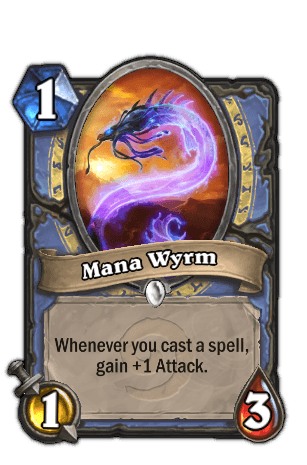 1
Mana Wyrm
Whenever you cast a spell,
gain +1 Attack.
1
3